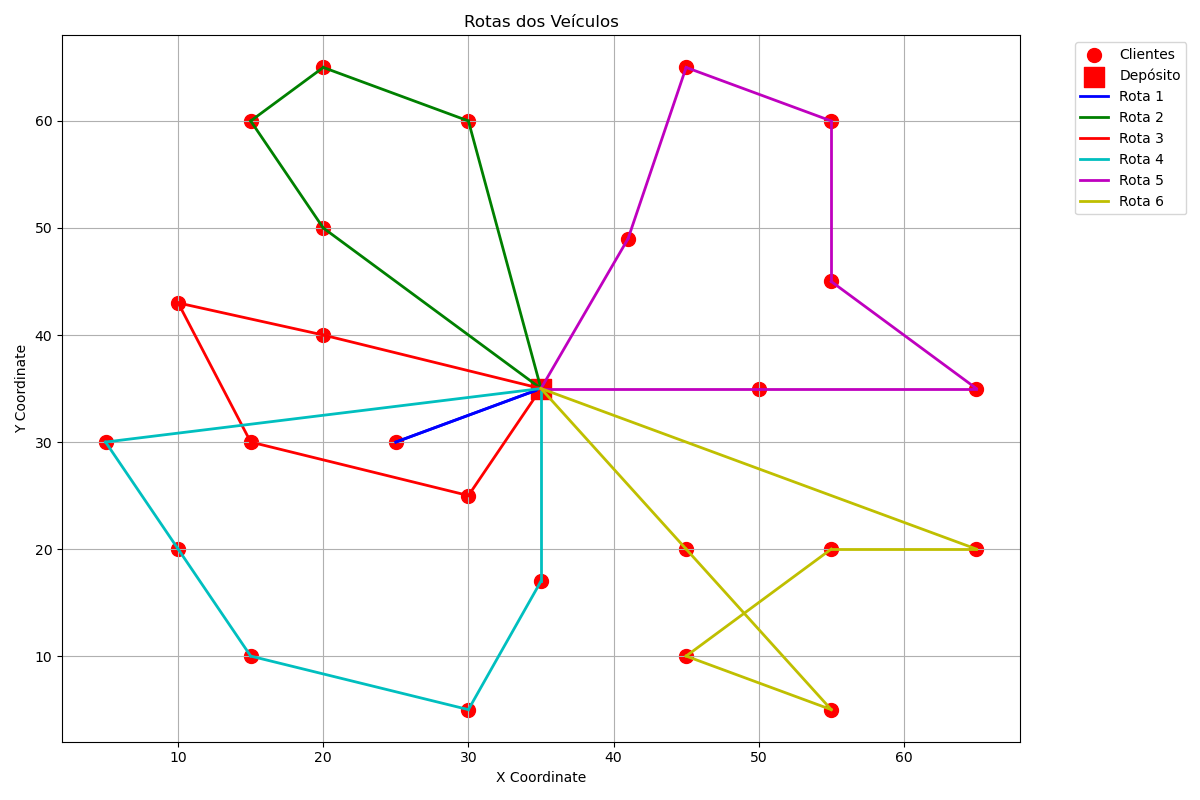 Rotas dos Veículos
Clientes
Depósito
Rota 1
Rota 2
Rota 3
Rota 4
Rota 5
Rota 6
Y Coordinate
60
50
40
30
20
10
10
20
30
40
50
60
X Coordinate